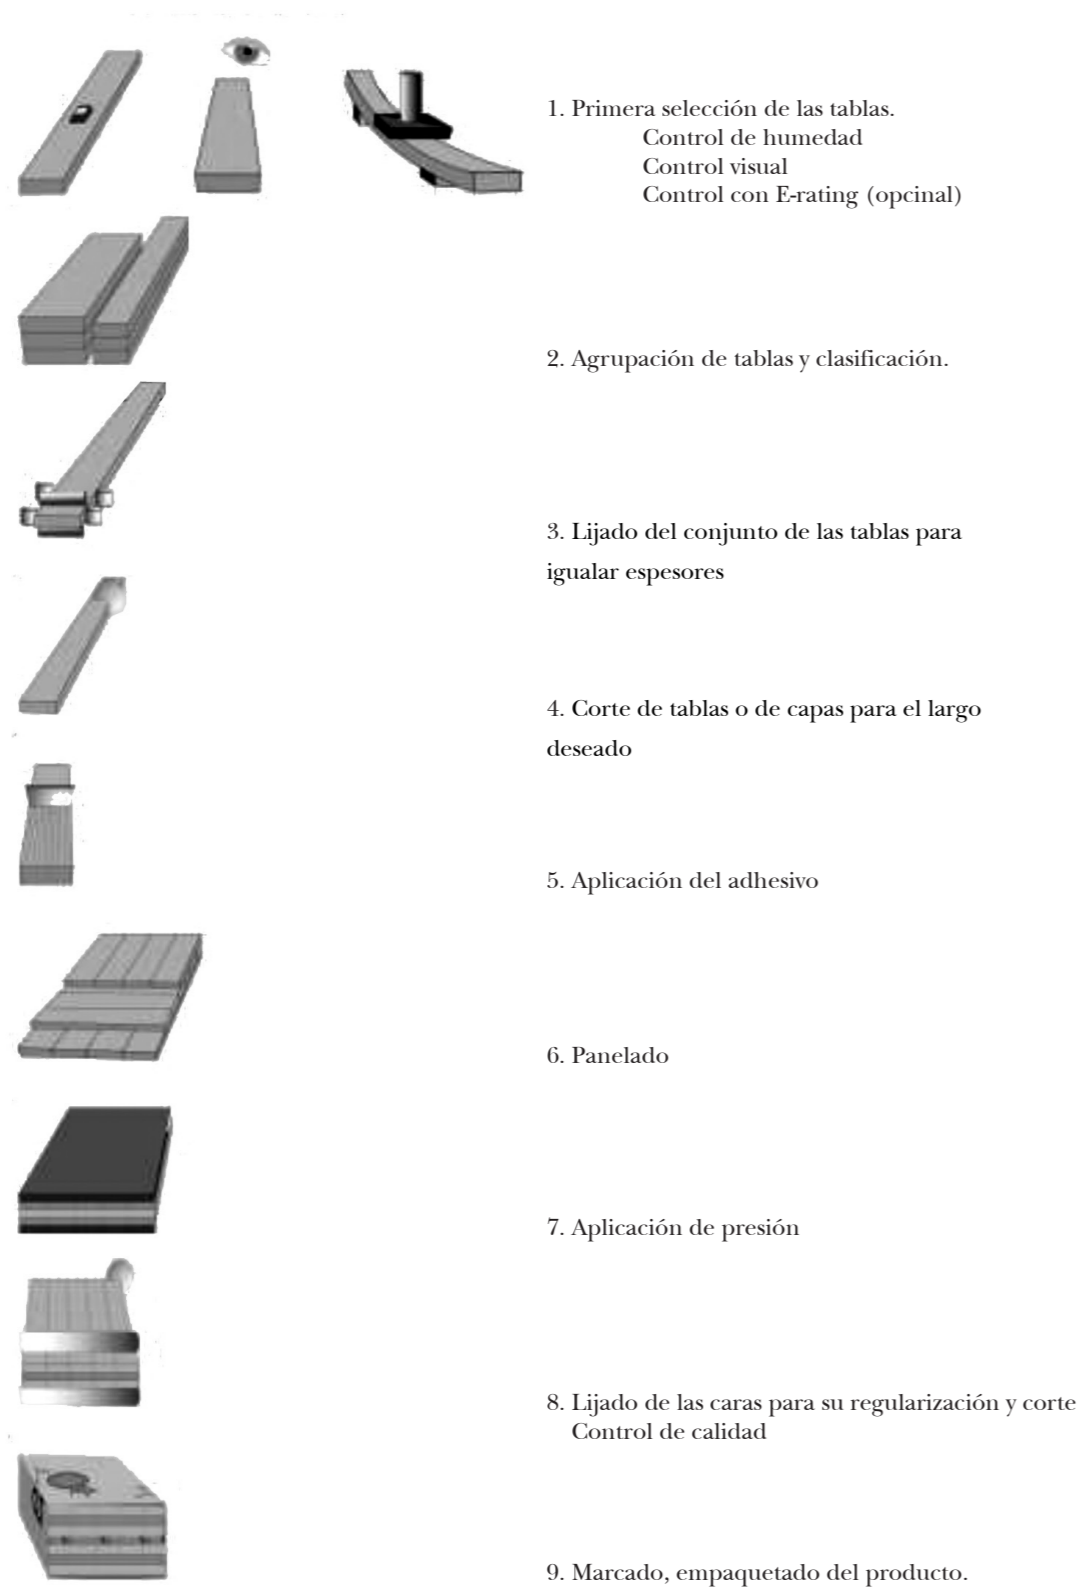 1. Primera selección de las tablas.
Control de humedad
Control visual
Control con E-rating (opcinal)
2. Agrupación de tablas y clasificación.
3. Lijado del conjunto de las tablas para
igualar espesores
4. Corte de tablas o de capas para el largo
deseado
5. Aplicación del adhesivo
6. Panelado
7. Aplicación de presión
8. Lijado de las caras para su regularización y corte
Control de calidad
9. Marcado, empaquetado del producto.